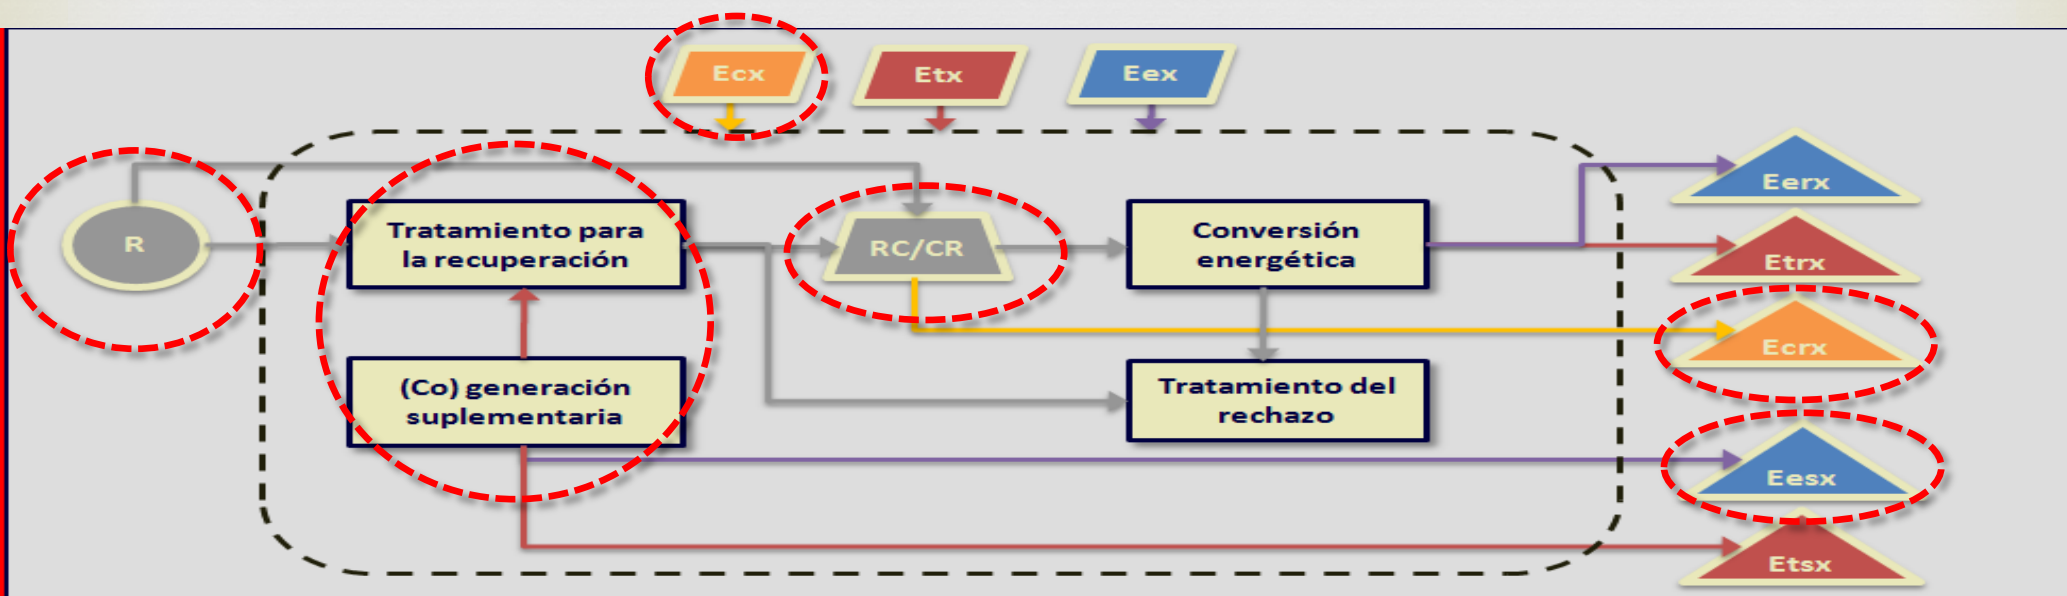 Ecx
Etx
Eex
Eerx
R
Tratamiento para
la recuperación
RC/CR
Conversión
energética
Etrx
Ecrx
(Co) generación
suplementaria
Tratamiento del
rechazo
Eesx
Etsx